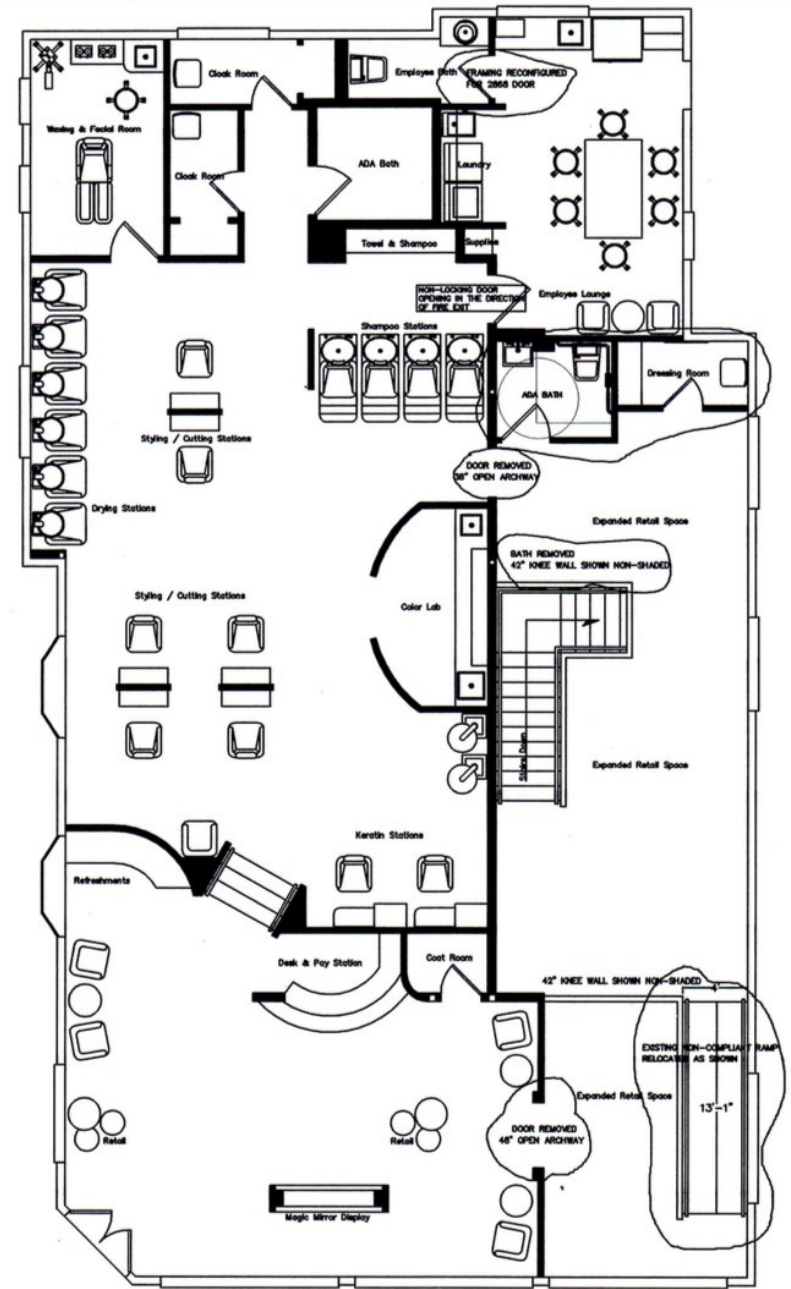 Cloak Room
Employee Bath
FRAMING RECONFIGURED
FOR 2868 DOOR
Waxing & Facial Room
Cloak Room
ADA Bath
Laundry
Towel & Shampoo
Supplies
NON-LOCKING DOOR
OPENING IN THE DIRECTION
OF FIRE EXIT
Employee Lounge
Shampoo Stations
Dressing Room
ADA BATH
Styling / Cutting Stations
DOOR REMOVED
36" OPEN ARCHWAY
Drying Stations
Expanded Retail Space
BATH REMOVED
42" KNEE WALL SHOWN NON-SHADED
Styling / Cutting Stations
Color Lab
Stairs Down
Expanded Retail Space
Keratin Stations
Refreshments
Desk & Pay Station
Coat Room
42" KNEE WALL SHOWN NON-SHADED
4'
EXISTING NON-COMPLIANT RAMP
RELOCATED AS SHOWN
Expanded Retail Space
13'-1"
DOOR REMOVED
48" OPEN ARCHWAY
Retail
Retail
Magic Mirror Display